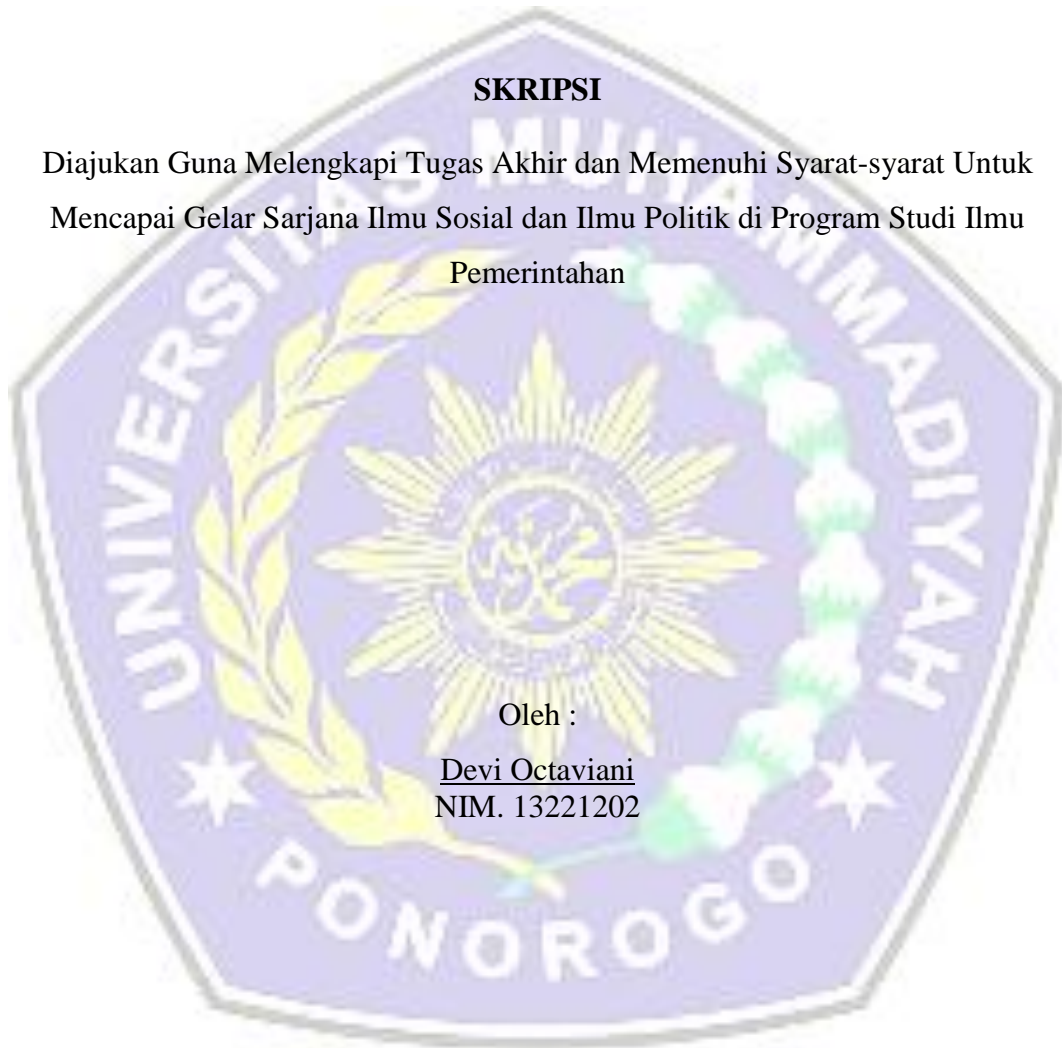 SKRIPSI
Diajukan Guna Melengkapi Tugas Akhir dan Memenuhi Syarat-syarat Untuk
Mencapai Gelar Sarjana Ilmu Sosial dan Ilmu Politik di Program Studi Ilmu
Pemerintahan
UNIVERSITAS MUHAMMADIYAH
Oleh :
Devi Octaviani
NIM. 13221202
PONOROGO